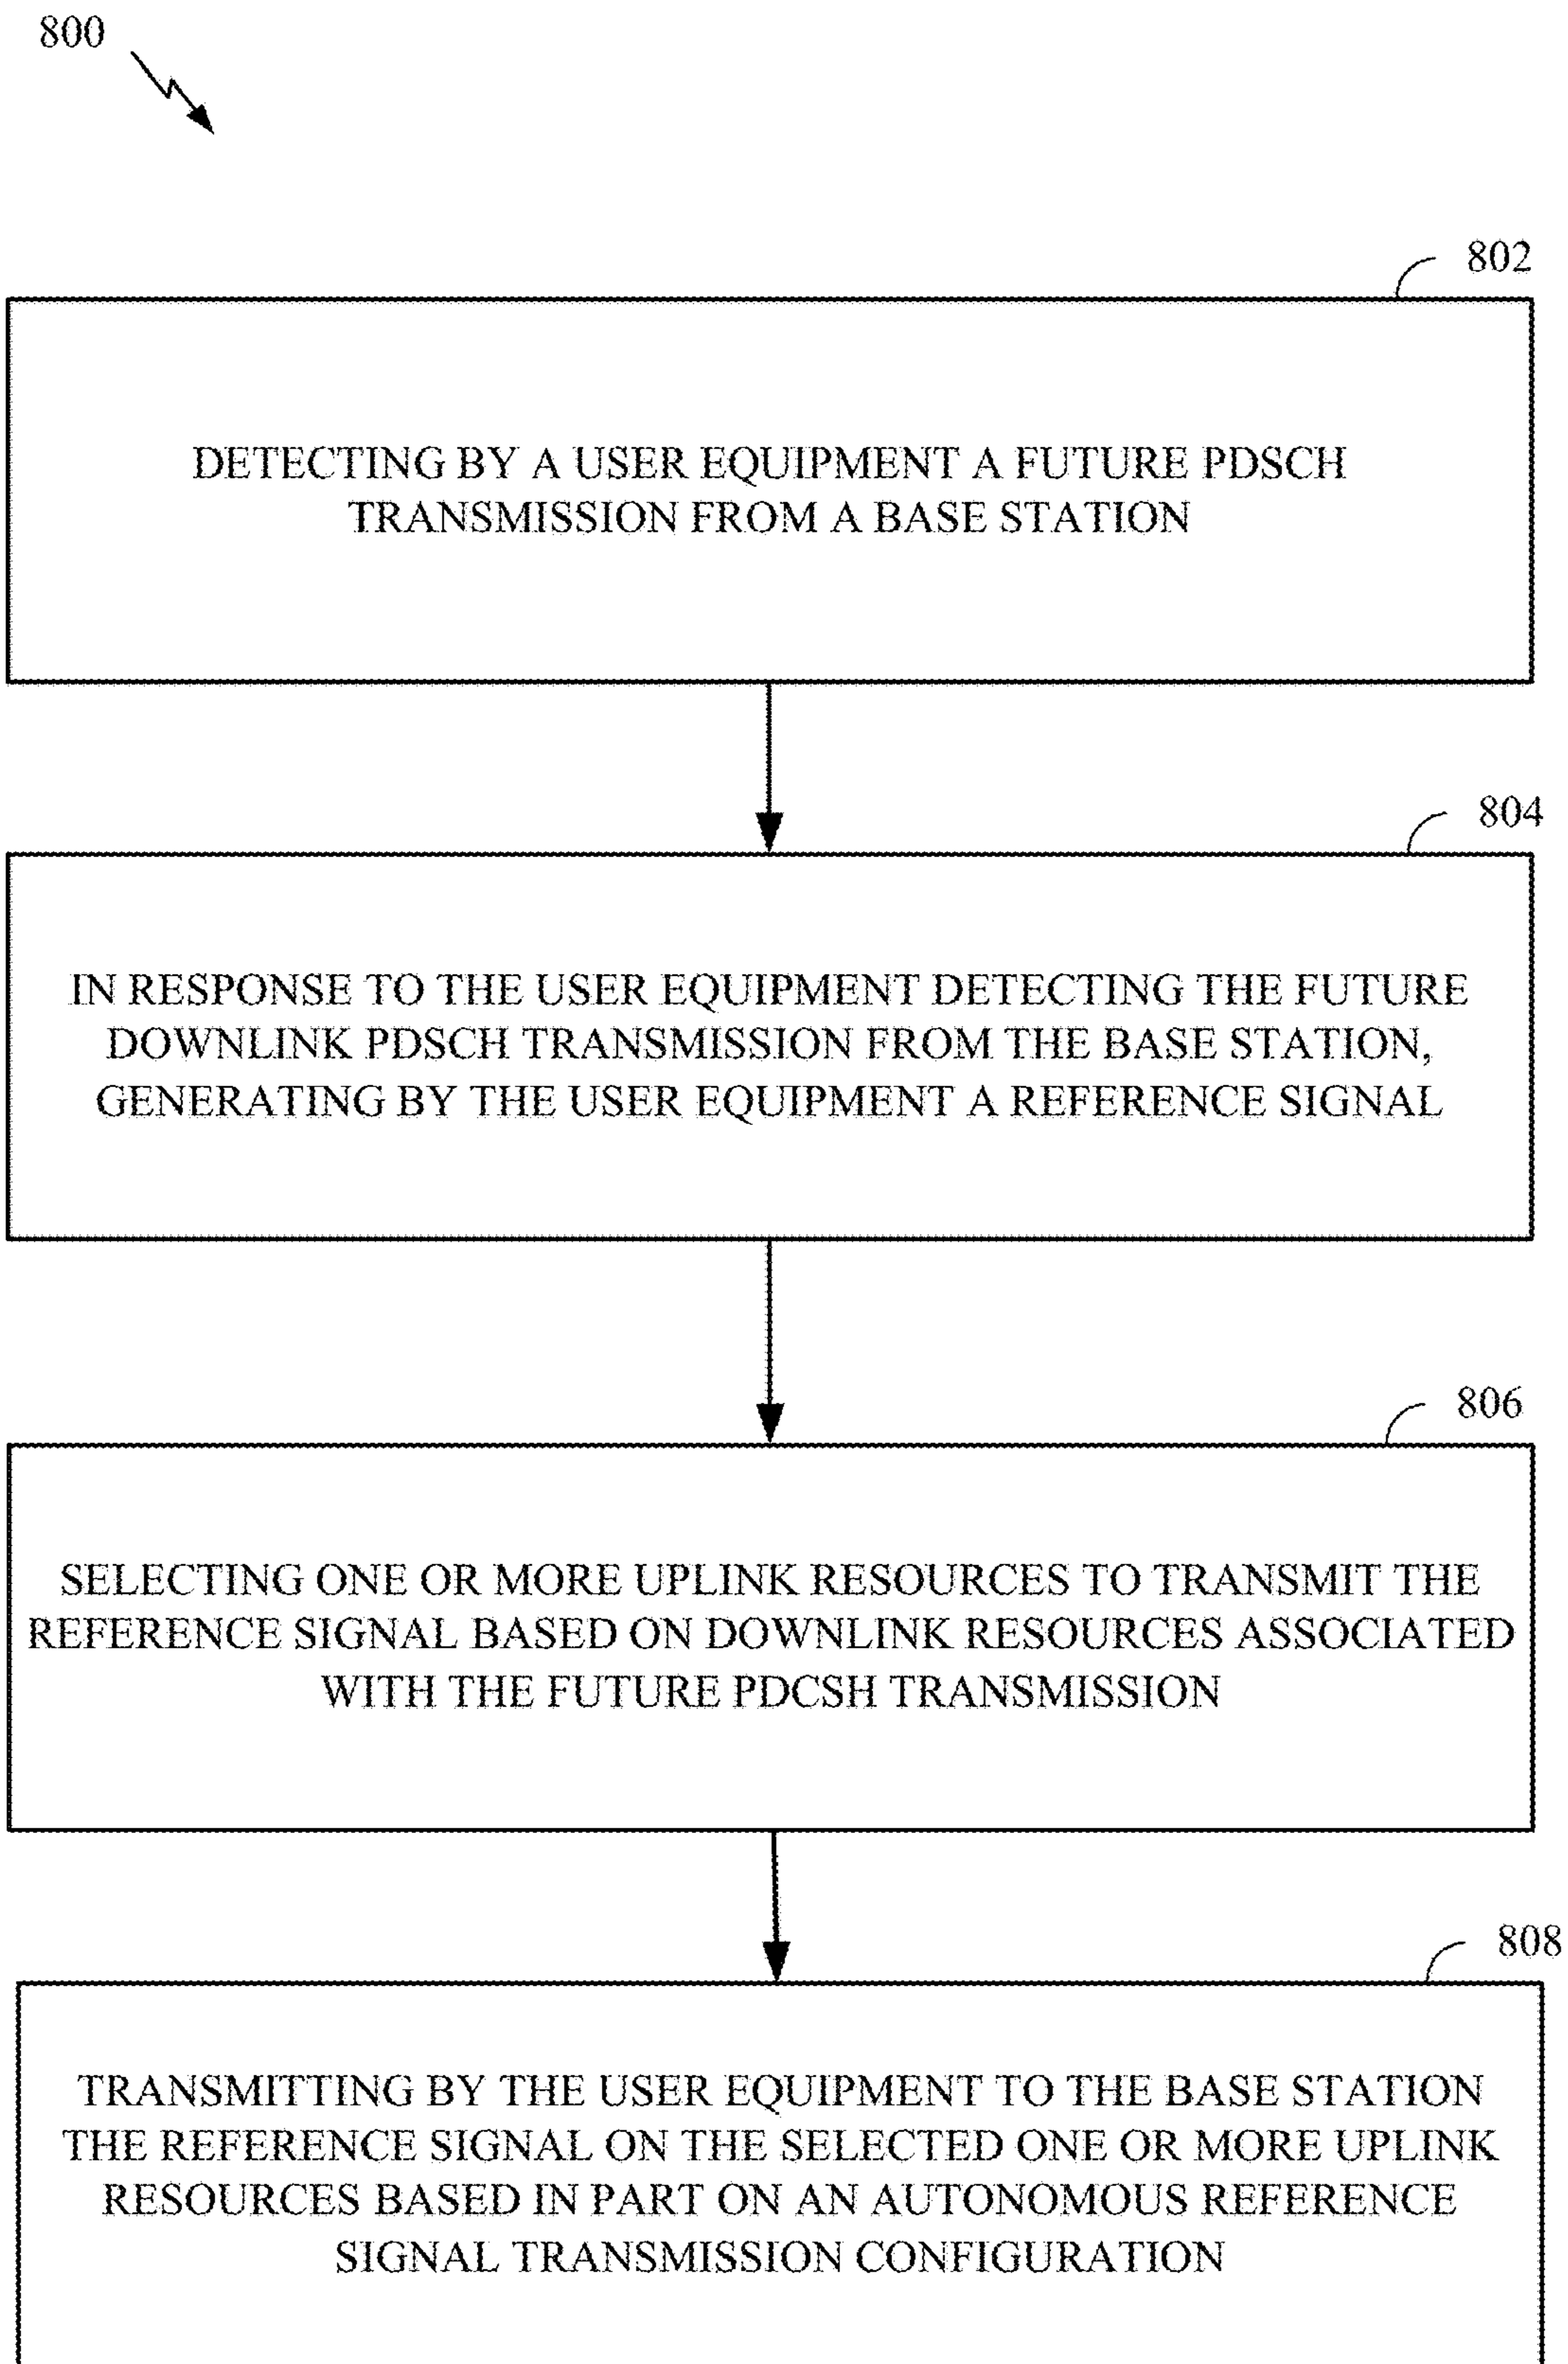 800
802
DETECTING BY A USER EQUIPMENT A FUTURE PDSCH
TRANSMISSION FROM A BASE STATION
804
IN RESPONSE TO THE USER EQUIPMENT DETECTING THE FUTURE
DOWNLINK PDSCH TRANSMISSION FROM THE BASE STATION,
GENERATING BY THE USER EQUIPMENT A REFERENCE SIGNAL
806
SELECTING ONE OR MORE UPLINK RESOURCES TO TRANSMIT THE
REFERENCE SIGNAL BASED ON DOWNLINK RESOURCES ASSOCIATED
WITH THE FUTURE PDCSH TRANSMISSION
808
TRANSMITTING BY THE USER EQUIPMENT TO THE BASE STATION
THE REFERENCE SIGNAL ON THE SELECTED ONE OR MORE UPLINK
RESOURCES BASED IN PART ON AN AUTONOMOUS REFERENCE
SIGNAL TRANSMISSION CONFIGURATION